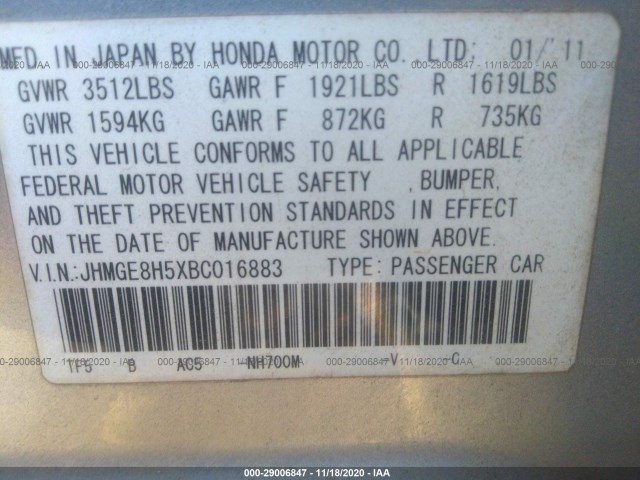 MFD IN JAPAN BY HONDA MOTOR CO., LTD. 01/'11
GVWR 3512LBS GAWR F 1921LBS R 1619LBS
GVWR 1594KG GAWR F 872KG R 735KG
THIS VEHICLE CONFORMS TO ALL APPLICABLE
FEDERAL MOTOR VEHICLE SAFETY , BUMPER,
AND THEFT PREVENTION STANDARDS IN EFFECT
ON THE DATE OF MANUFACTURE SHOWN ABOVE.
V.I.N.:JHMGE8H5XBC016883 TYPE: PASSENGER CAR
TF5 B AC5 NH700M -V -C
000-29006847 - 11/18/2020 - IAA